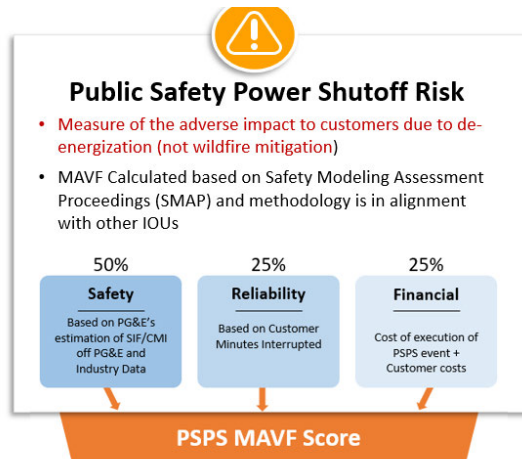 Public Safety Power Shutoff Risk
• Measure of the adverse impact to customers due to de-
energization (not wildfire mitigation)
• MAVF Calculated based on Safety Modeling Assessment
Proceedings (SMAP) and methodology is in alignment
with other IOUs
50%
Safety
Based on PG&E's
estimation of SIF/CMI
off PG&E and
Industry Data
25%
Reliability
Based on Customer
Minutes Interrupted
25%
Financial
Cost of execution of
PSPS event +
Customer costs
PSPS MAVF Score